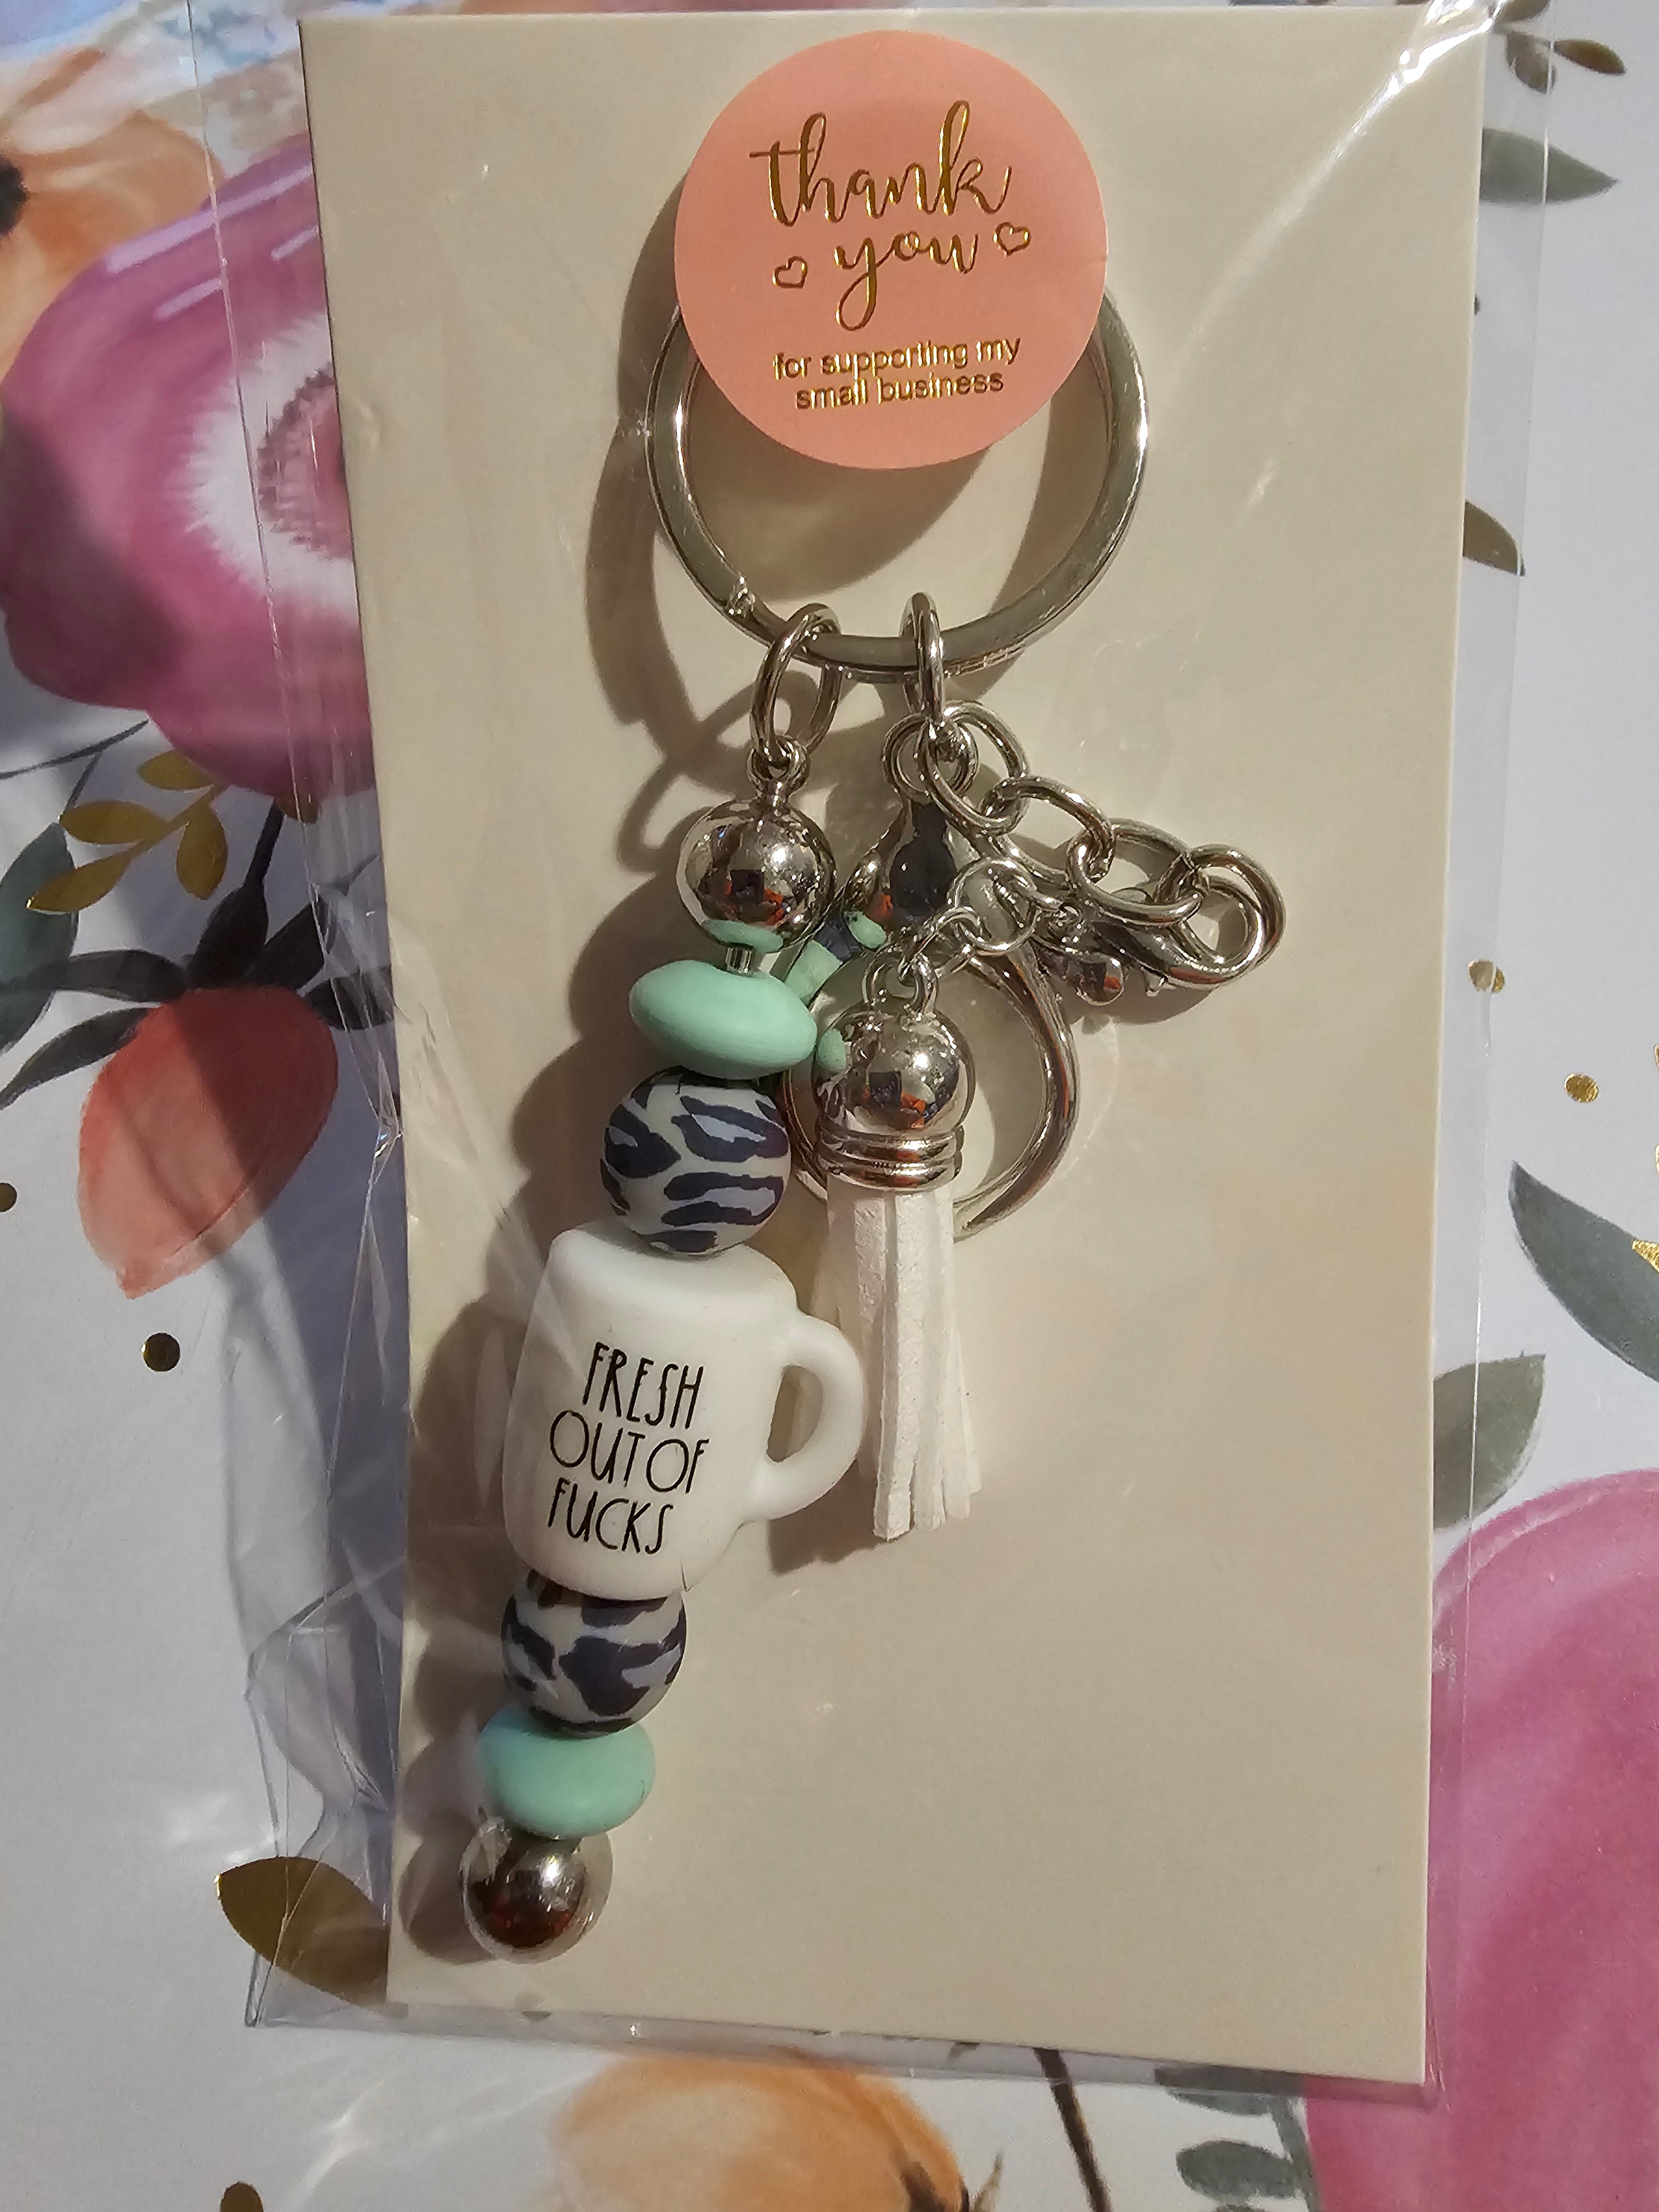 thank
you
for supporting my
small business
FRESH
OUT OF
FUCKS